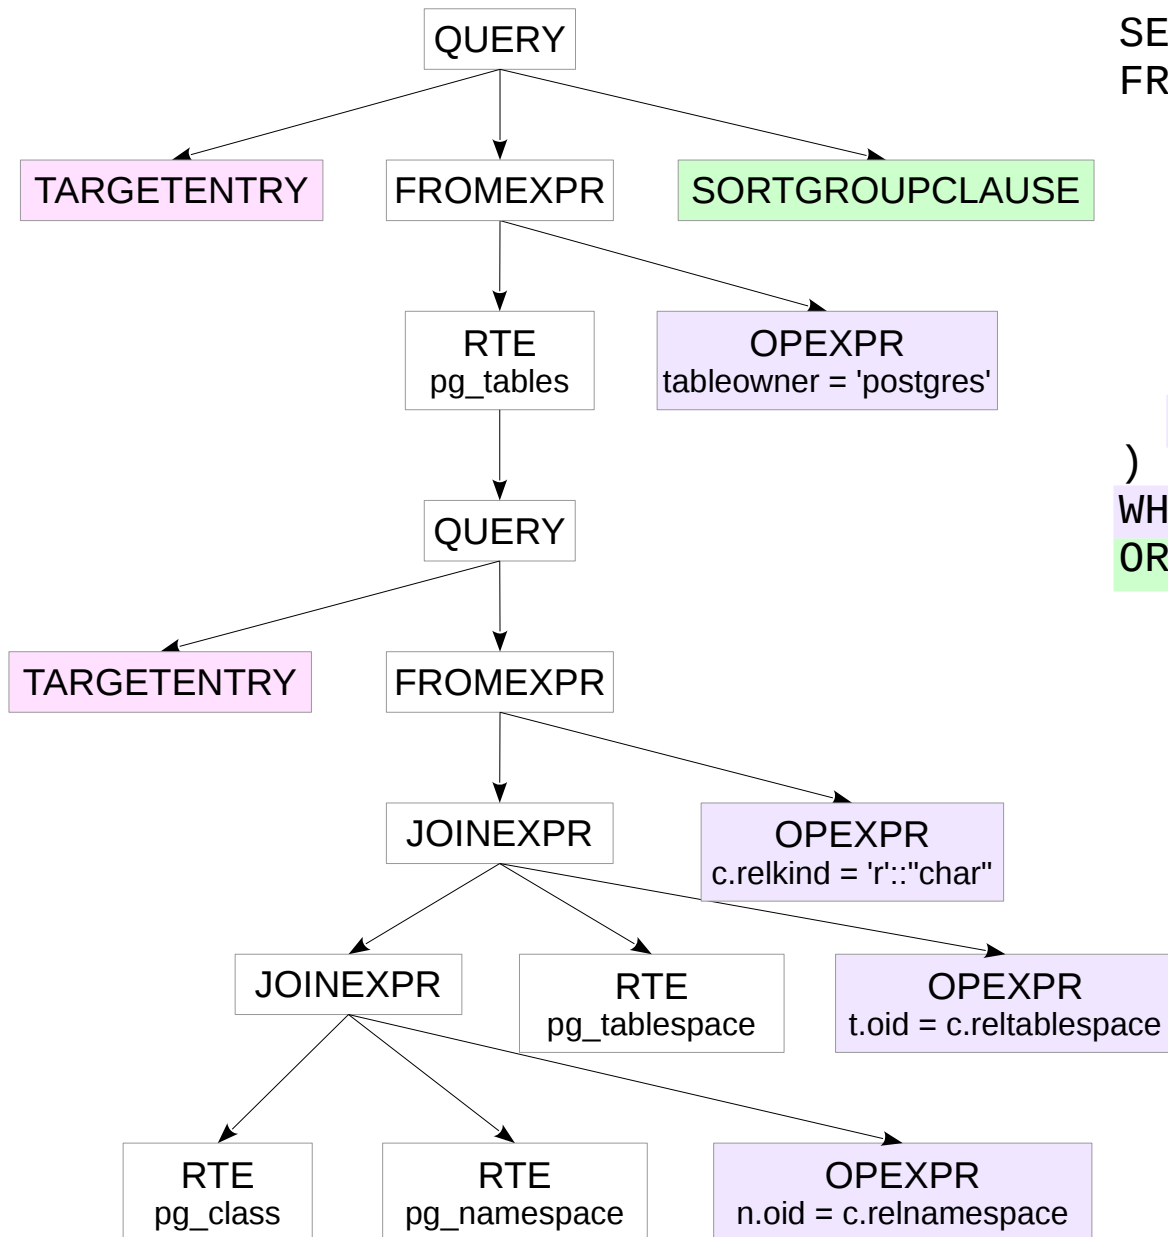 QUERY
TARGETENTRY
FROMEXPR
SORTGROUPCLAUSE
RTE
pg_tables
OPEXPR
tableowner = 'postgres'
QUERY
TARGETENTRY
FROMEXPR
JOINEXPR
OPEXPR
c.relkind = 'r'::"char"
JOINEXPR
RTE
pg_tablespace
OPEXPR
t.oid = c.reltablespace
RTE
pg_class
RTE
pg_namespace
OPEXPR
n.oid = c.relnamespace
SE
FR
)
WH
OR